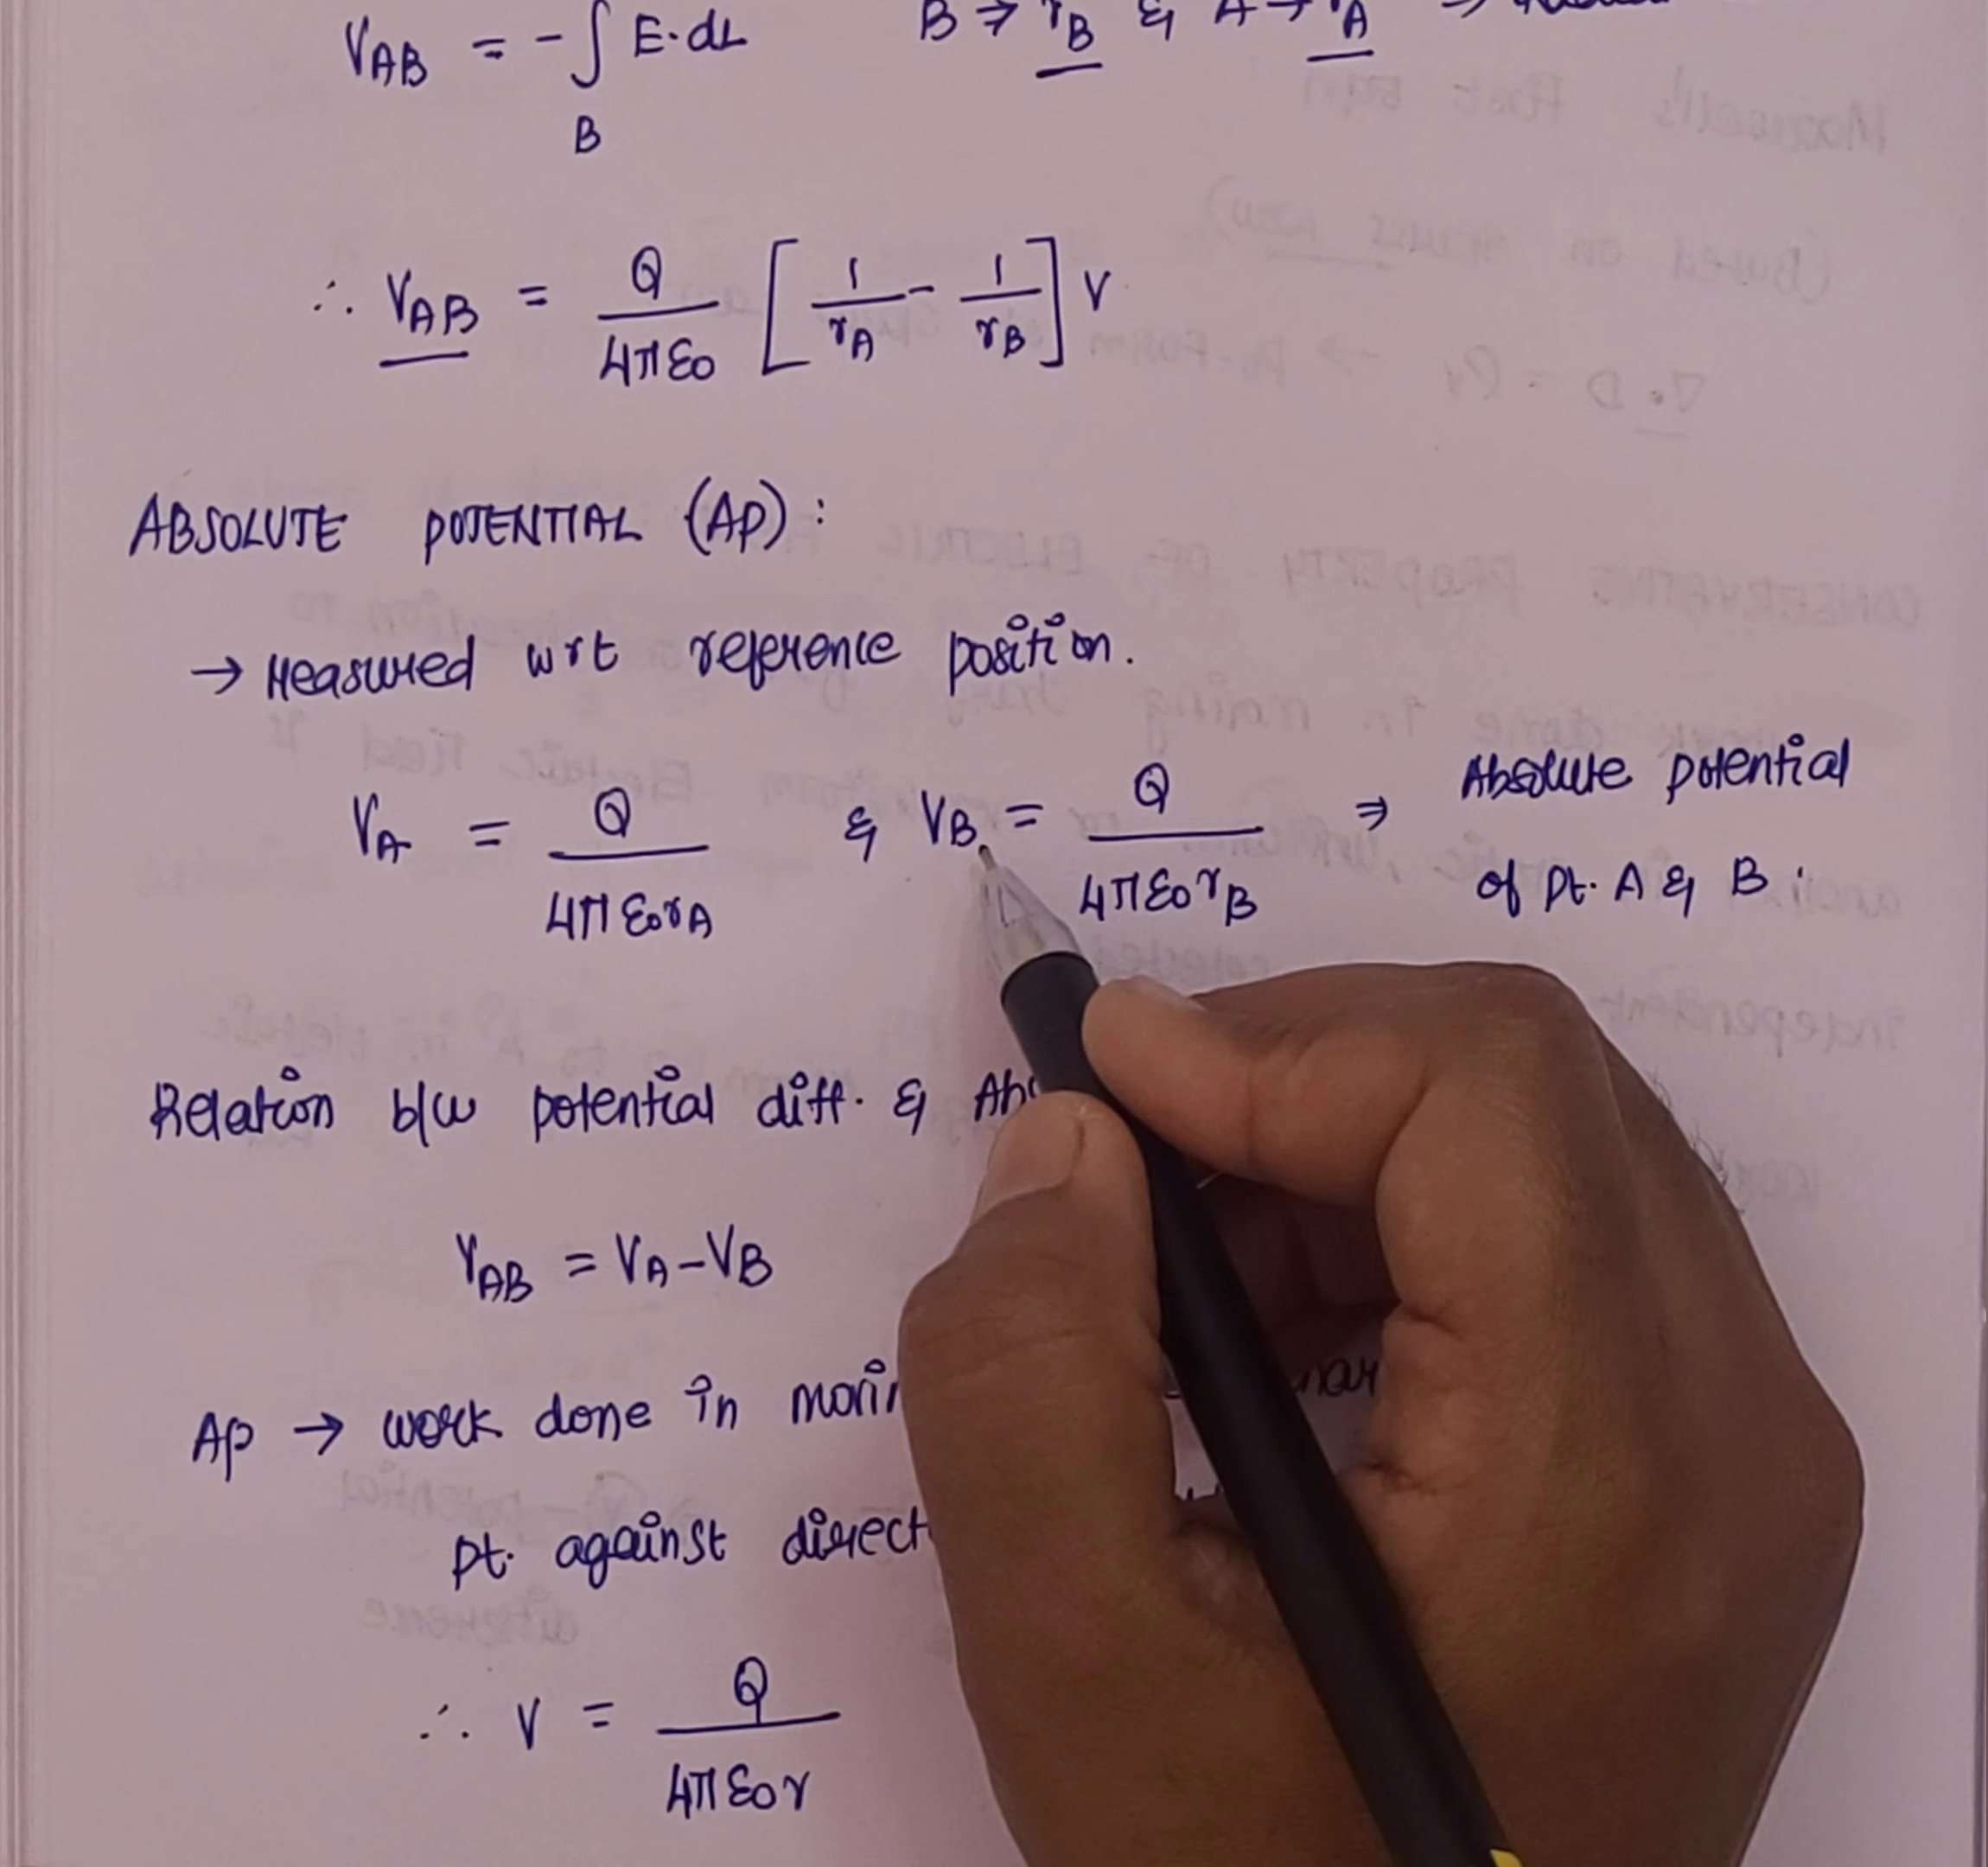 V_AB = -∫ E·dL B → r_B & A → r_A ⇒
B
∴ V_AB = Q/4πε0 [1/r_A - 1/r_B] V
ABSOLUTE POTENTIAL (AP):
→ Measured wrt reference position.
V_A = Q/4πε0r_A & V_B = Q/4πε0r_B ⇒ Absolute potential
of pt. A & B.
Relation b/w potential diff. & Abs
V_AB = V_A - V_B
AP → work done in movin
pt. against direct
∴ V = Q/4πε0r